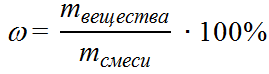 ω = m вещества / m смеси · 100%